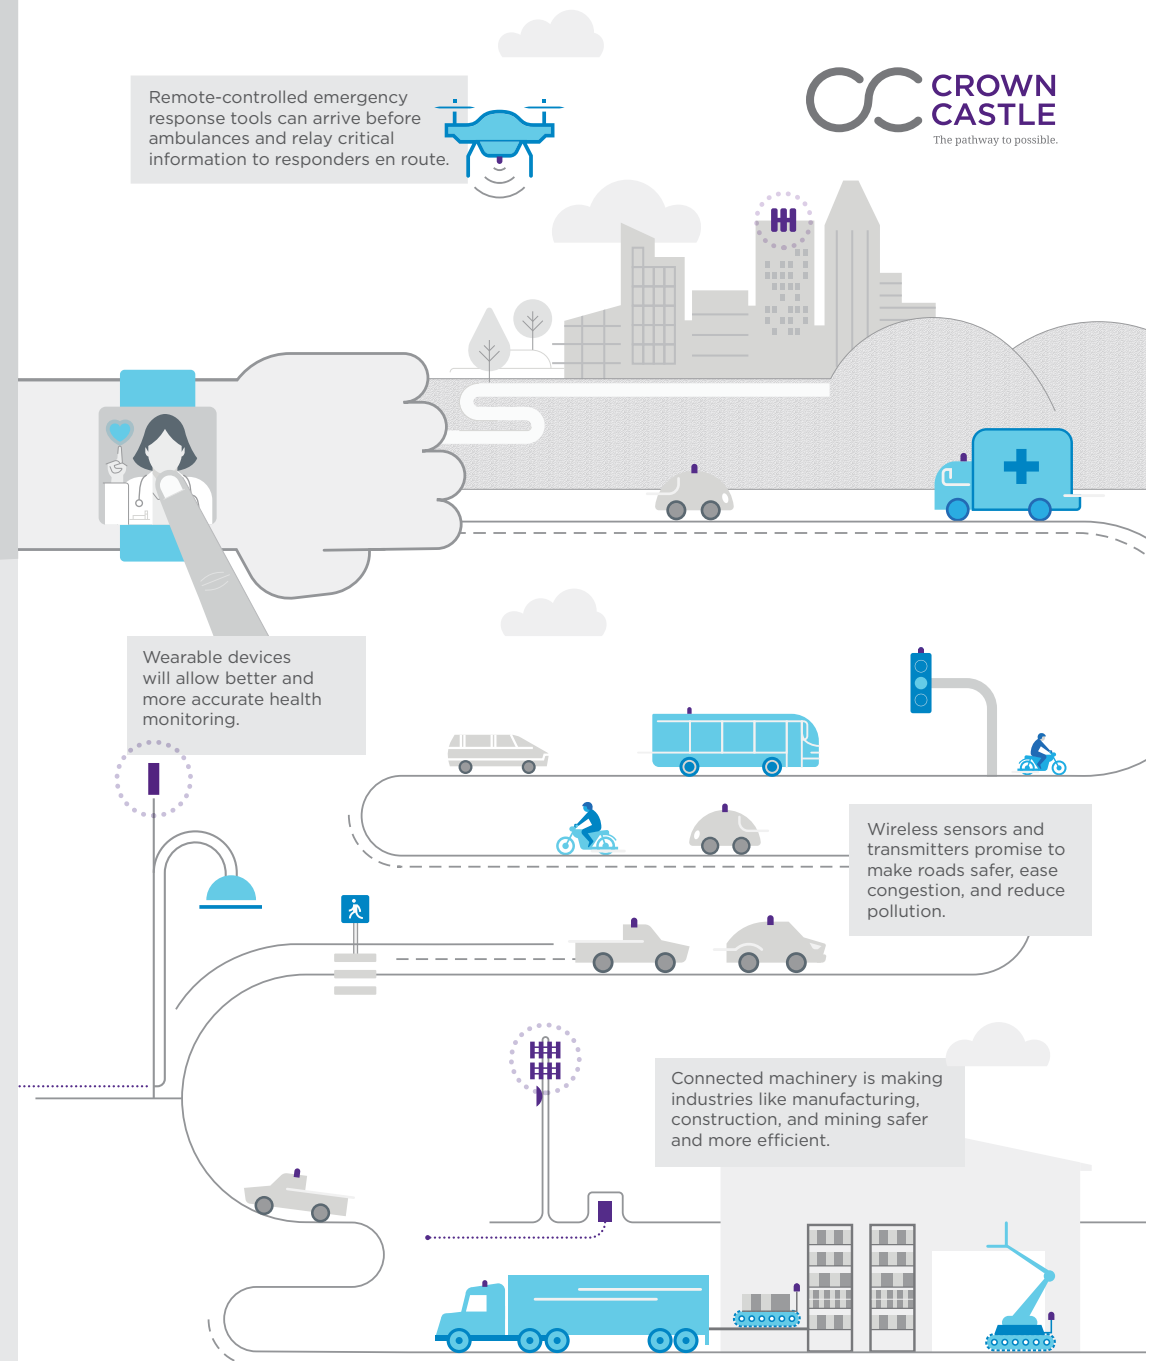 Remote-controlled emergency
response tools can arrive before
ambulances and relay critical
information to responders en route.
CROWN
CASTLE
The pathway to possible.
Wearable devices
will allow better and
more accurate health
monitoring.
Wireless sensors and
transmitters promise to
make roads safer, ease
congestion, and reduce
pollution.
Connected machinery is making
industries like manufacturing,
construction, and mining safer
and more efficient.